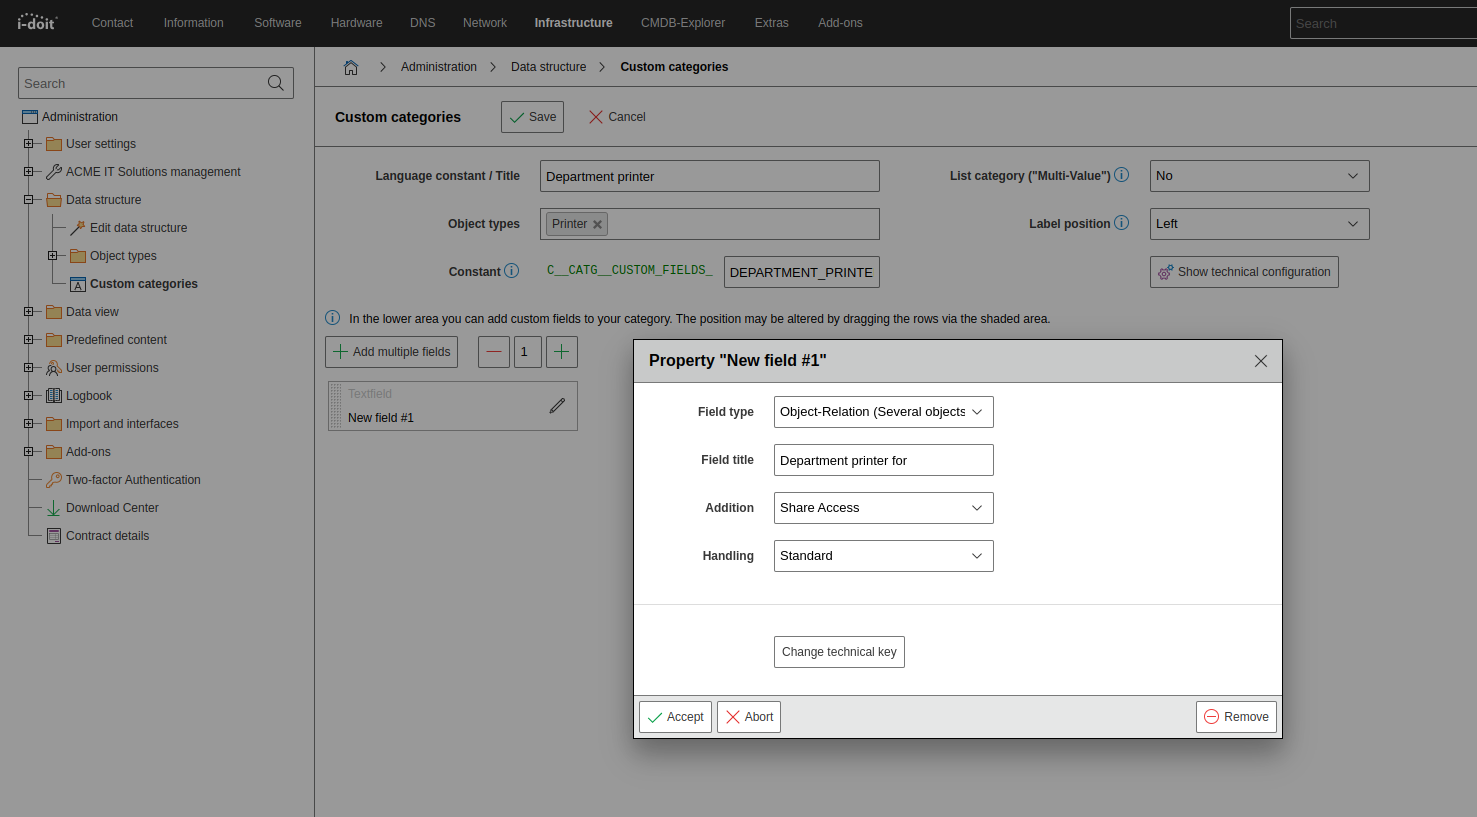 i-doit
Contact Information Software Hardware DNS Network Infrastructure CMDB-Explorer Extras Add-ons Search
Search
Administration
User settings
ACME IT Solutions management
Data structure
Edit data structure
Object types
Custom categories
Data view
Predefined content
User permissions
Logbook
Import and interfaces
Add-ons
Two-factor Authentication
Download Center
Contract details
Administration Data structure Custom categories
Custom categories Save Cancel
Language constant / Title Department printer List category ("Multi-Value") No
Object types Printer Label position Left
Constant C__CATG__CUSTOM_FIELDS_ DEPARTMENT_PRINTE Show technical configuration
In the lower area you can add custom fields to your category. The position may be altered by dragging the rows via the shaded area.
Add multiple fields 1
Textfield
New field #1
Property "New field #1"
Field type Object-Relation (Several objects
Field title Department printer for
Addition Share Access
Handling Standard
Change technical key
Accept Abort Remove